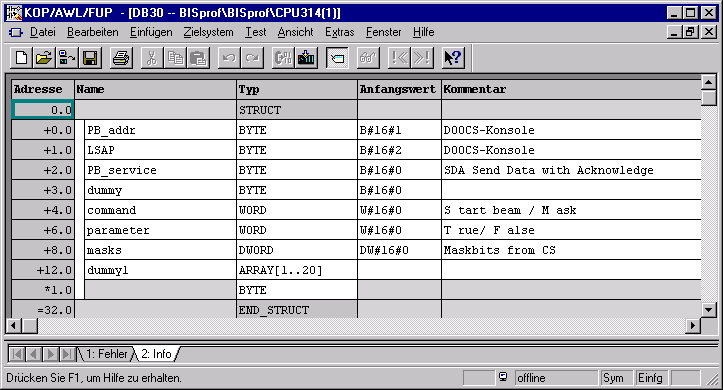 KOP/AWL/FUP - [DB30 -- BISprof\BISprof\CPU314(1)]
Datei Bearbeiten Einfügen Zielsystem Test Ansicht Extras Fenster Hilfe
Adresse Name Typ Anfangswert Kommentar
0.0 STRUCT
+0.0 PB_addr BYTE B#16#1 DOOCS-Konsole
+1.0 LSAP BYTE B#16#2 DOOCS-Konsole
+2.0 PB_service BYTE B#16#0 SDA Send Data with Acknowledge
+3.0 dummy BYTE B#16#0
+4.0 command WORD W#16#0 S tart beam / M ask
+6.0 parameter WORD W#16#0 T rue/ F alse
+8.0 masks DWORD DW#16#0 Maskbits from CS
+12.0 dummy1 ARRAY[1..20]
*1.0 BYTE
=32.0 END_STRUCT
1: Fehler 2: Info
Drücken Sie F1, um Hilfe zu erhalten. offline Sym Einfg